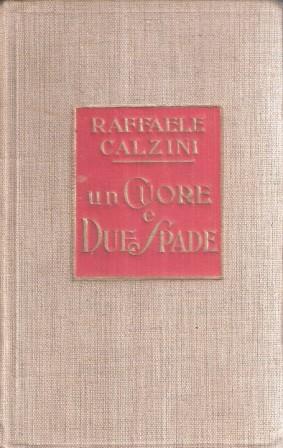 RAFFAELE
CALZINI
un CUORE
e
DUE SPADE